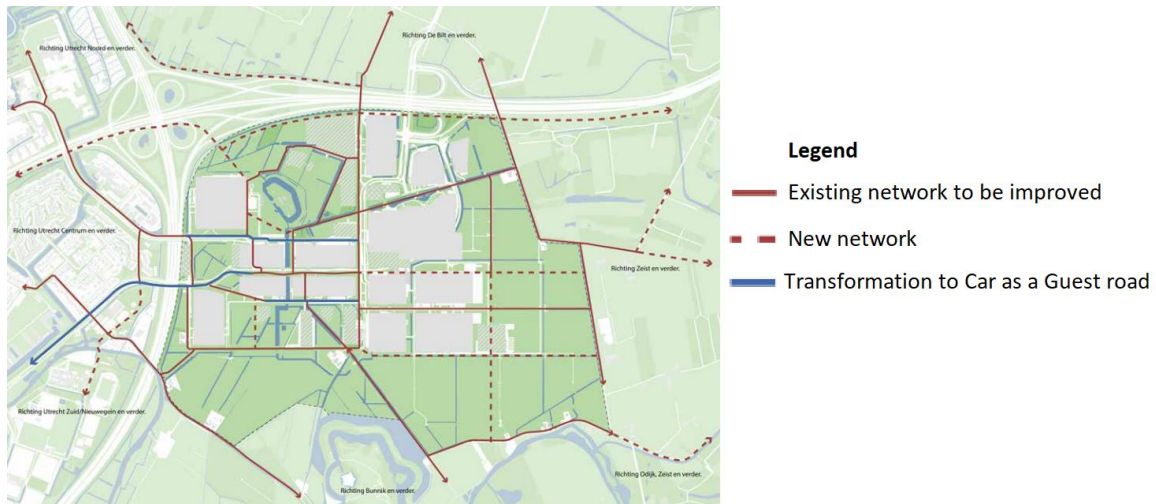 Richting Utrecht Noord en verder.
Richting De Bilt en verder.
Richting Utrecht Centrum en verder.
Richting Zeist en verder.
Richting Utrecht Zuid/Nieuwegein en verder.
Richting Bunnik en verder.
Richting Odijk, Zeist en verder.
Legend
Existing network to be improved
New network
Transformation to Car as a Guest road